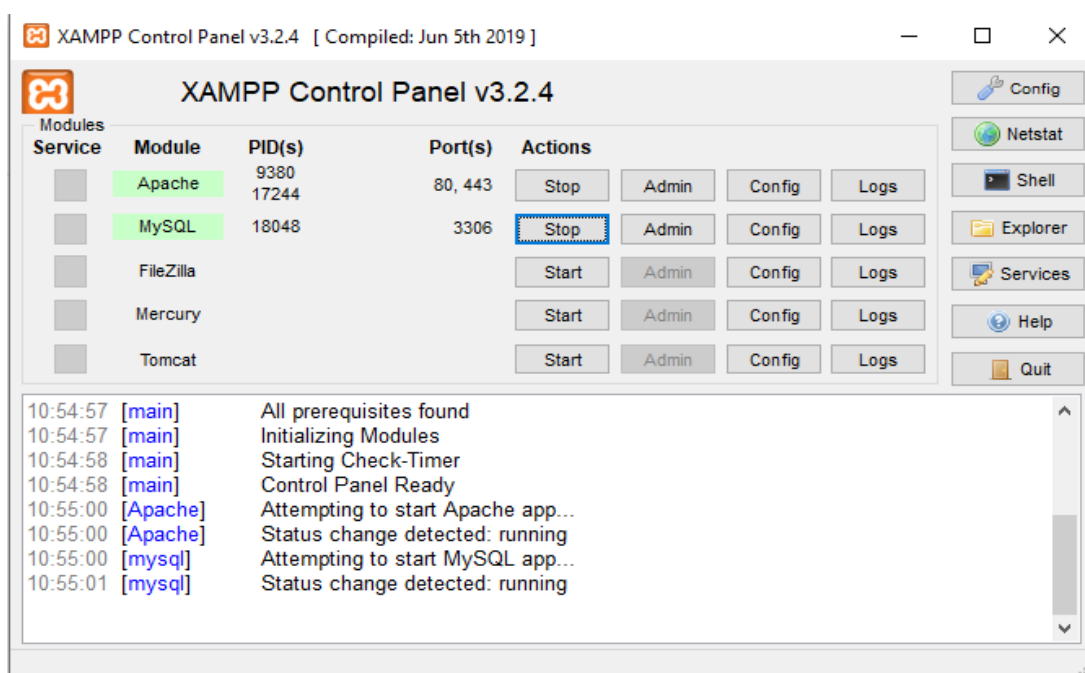 XAMPP Control Panel v3.2.4 [ Compiled: Jun 5th 2019 ]
XAMPP Control Panel v3.2.4
Config
Modules
Netstat
Service Module PID(s) Port(s) Actions
Apache 9380 17244 80, 443 Stop Admin Config Logs
Shell
MySQL 18048 3306 Stop Admin Config Logs
Explorer
FileZilla Start Admin Config Logs
Services
Mercury Start Admin Config Logs
Help
Tomcat Start Admin Config Logs
Quit
10:54:57 [main] All prerequisites found
10:54:57 [main] Initializing Modules
10:54:58 [main] Starting Check-Timer
10:54:58 [main] Control Panel Ready
10:55:00 [Apache] Attempting to start Apache app...
10:55:00 [Apache] Status change detected: running
10:55:00 [mysql] Attempting to start MySQL app...
10:55:01 [mysql] Status change detected: running